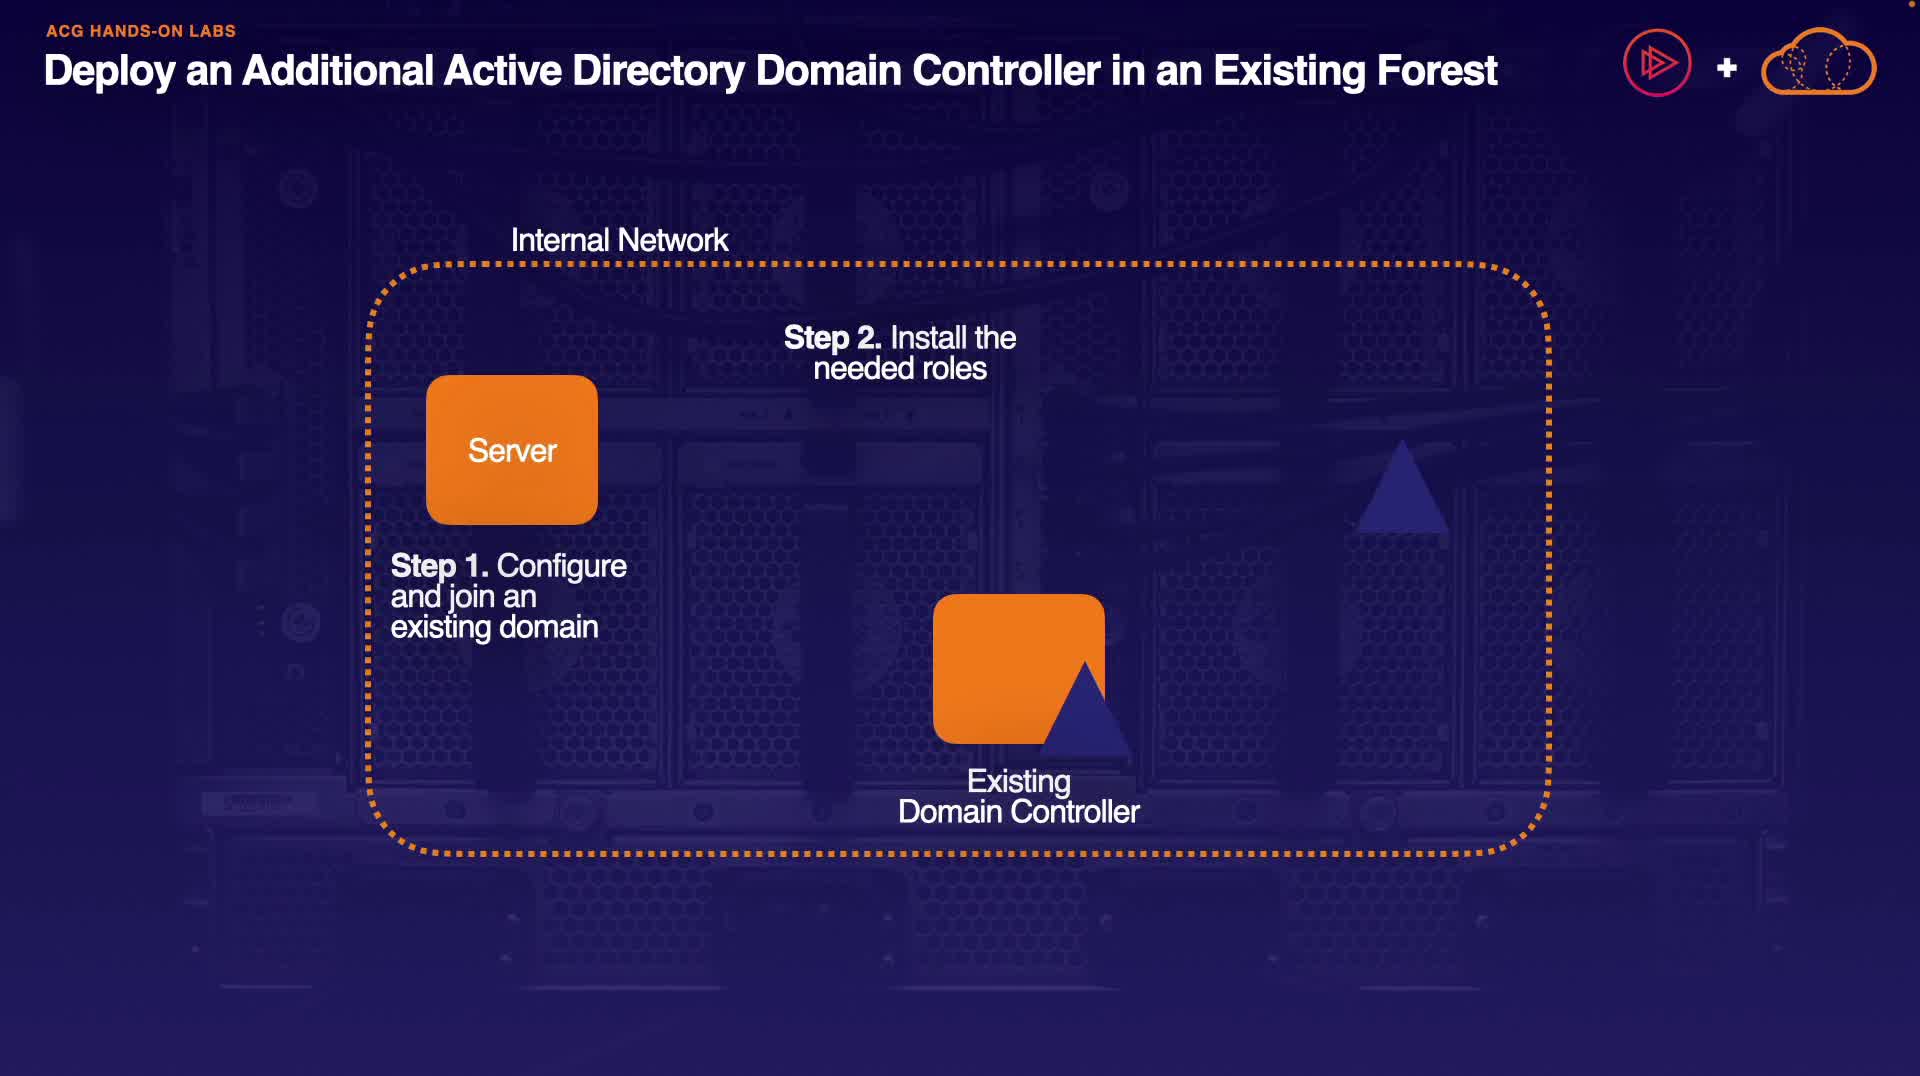 ACG HANDS-ON LABS
Deploy an Additional Active Directory Domain Controller in an Existing Forest
Internal Network
Step 2. Install the
needed roles
Server
Step 1. Configure
and join an
existing domain
Existing
Domain Controller